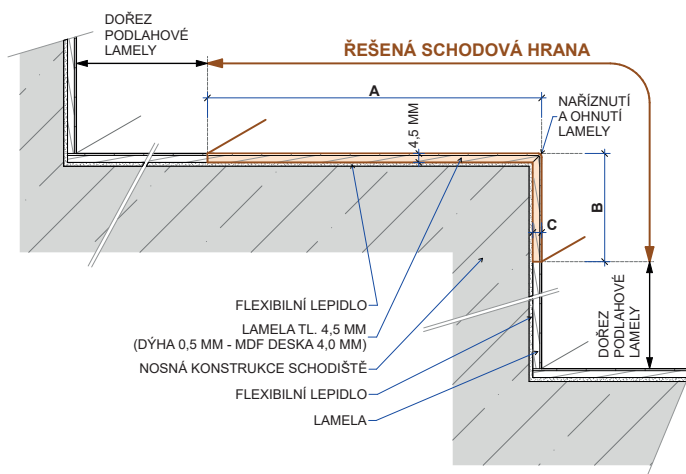 DOŘEZ
PODLAHOVÉ
LAMELY
ŘEŠENÁ SCHODOVÁ HRANA
A
NAŘÍZNUTÍ
A OHNUTÍ
LAMELY
4,5 MM
B
C
FLEXIBILNÍ LEPIDLO
LAMELA TL. 4,5 MM
(DÝHA 0,5 MM - MDF DESKA 4,0 MM)
NOSNÁ KONSTRUKCE SCHODIŠTĚ
FLEXIBILNÍ LEPIDLO
LAMELA
DOŘEZ
PODLAHOVÉ
LAMELY